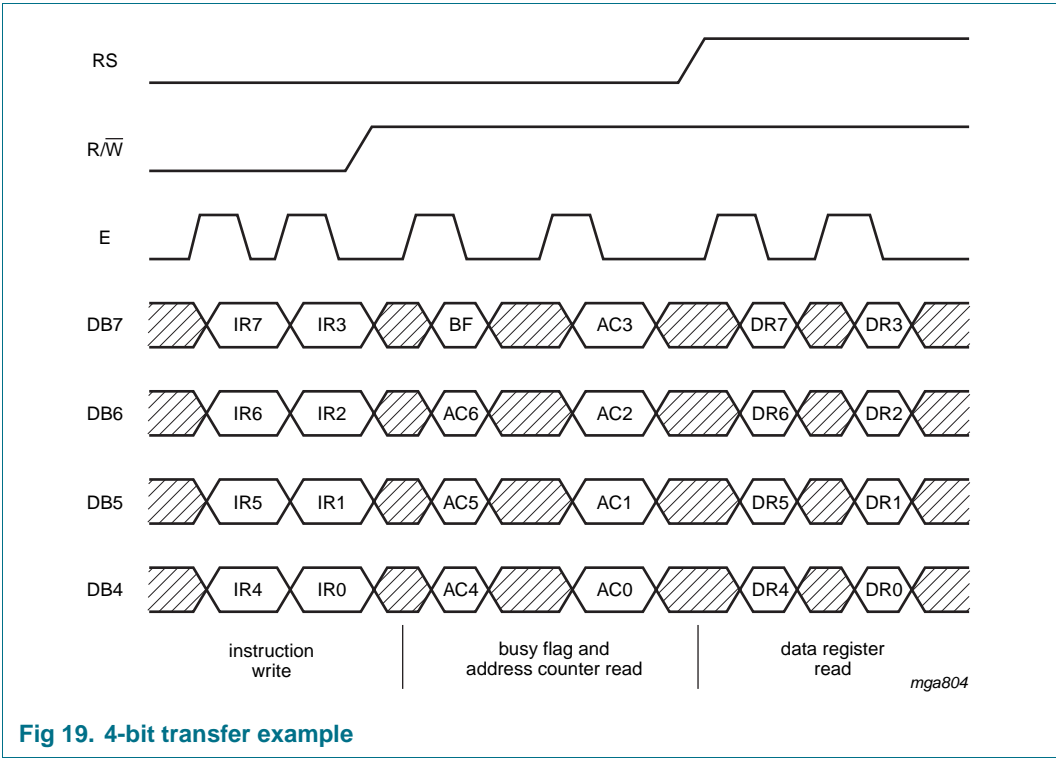 RS
R/W̅
E
DB7 IR7 IR3 BF AC3 DR7 DR3
DB6 IR6 IR2 AC6 AC2 DR6 DR2
DB5 IR5 IR1 AC5 AC1 DR5 DR1
DB4 IR4 IR0 AC4 AC0 DR4 DR0
instruction
write
busy flag and
address counter read
data register
read
mga804
Fig 19. 4-bit transfer example